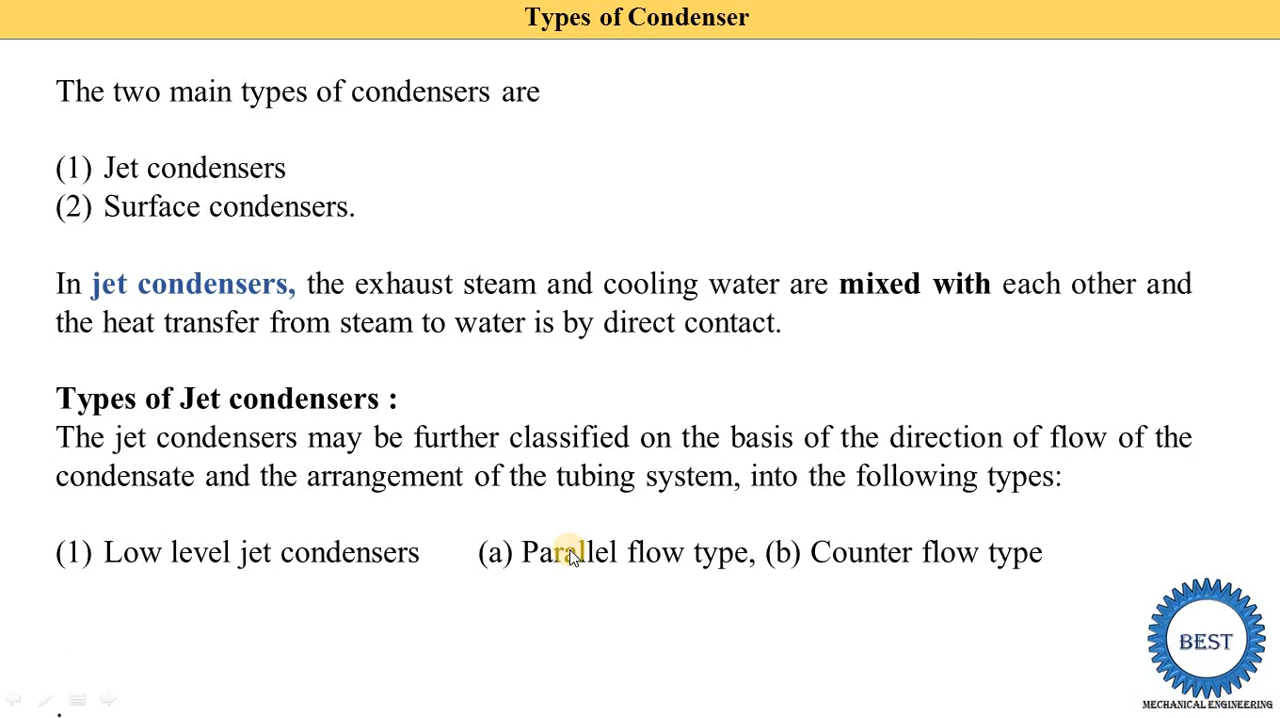 Types of Condenser
The two main types of condensers are
(1) Jet condensers
(2) Surface condensers.
In jet condensers, the exhaust steam and cooling water are mixed with each other and
the heat transfer from steam to water is by direct contact.
Types of Jet condensers :
The jet condensers may be further classified on the basis of the direction of flow of the
condensate and the arrangement of the tubing system, into the following types:
(1) Low level jet condensers (a) Parallel flow type, (b) Counter flow type
BEST
MECHANICAL ENGINEERING
.